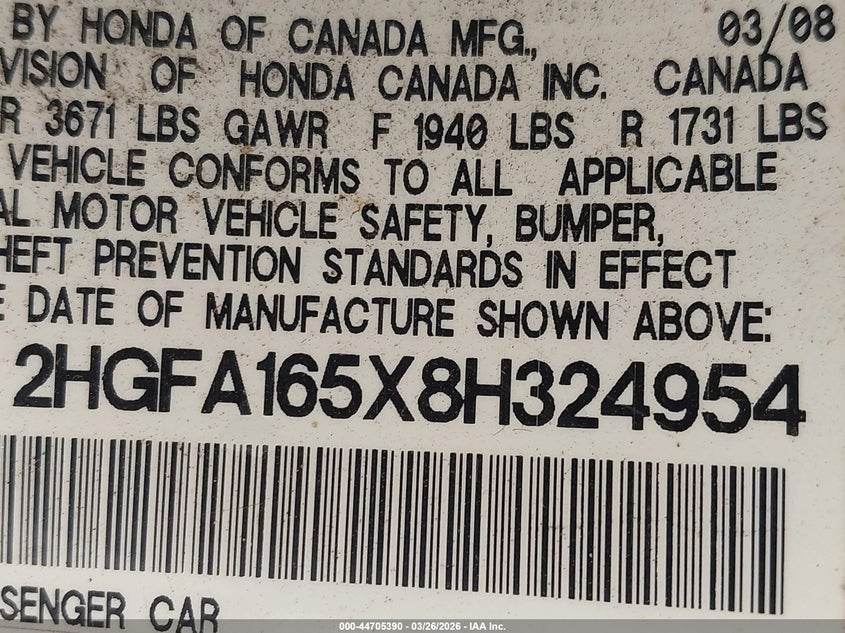 BY HONDA OF CANADA MFG., 03/08
VISION OF HONDA CANADA INC. CANADA
R 3671 LBS GAWR F 1940 LBS R 1731 LBS
VEHICLE CONFORMS TO ALL APPLICABLE
AL MOTOR VEHICLE SAFETY, BUMPER,
HEFT PREVENTION STANDARDS IN EFFECT
E DATE OF MANUFACTURE SHOWN ABOVE:
2HGFA165X8H324954
SENGER CAR
000-44705390 - 03/26/2026 - IAA Inc.